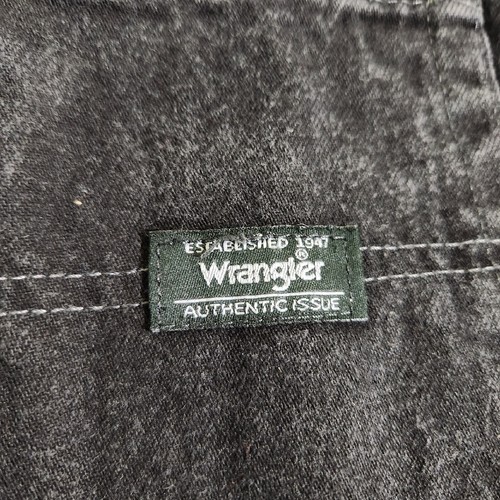 ESTABLISHED 1947
Wrangler®
AUTHENTIC ISSUE